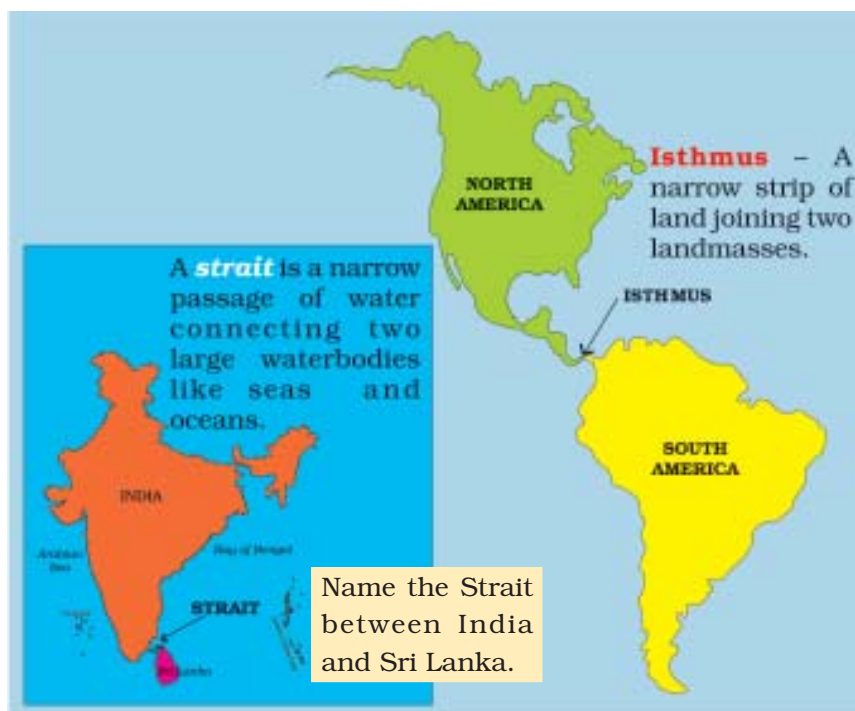 Isthmus – A
narrow strip of
land joining two
landmasses.
NORTH
AMERICA
ISTHMUS
SOUTH
AMERICA
A strait is a narrow
passage of water
connecting two
large waterbodies
like seas and
oceans.
INDIA
Arabian
Sea
Bay of Bengal
STRAIT
Sri Lanka
Name the Strait
between India
and Sri Lanka.